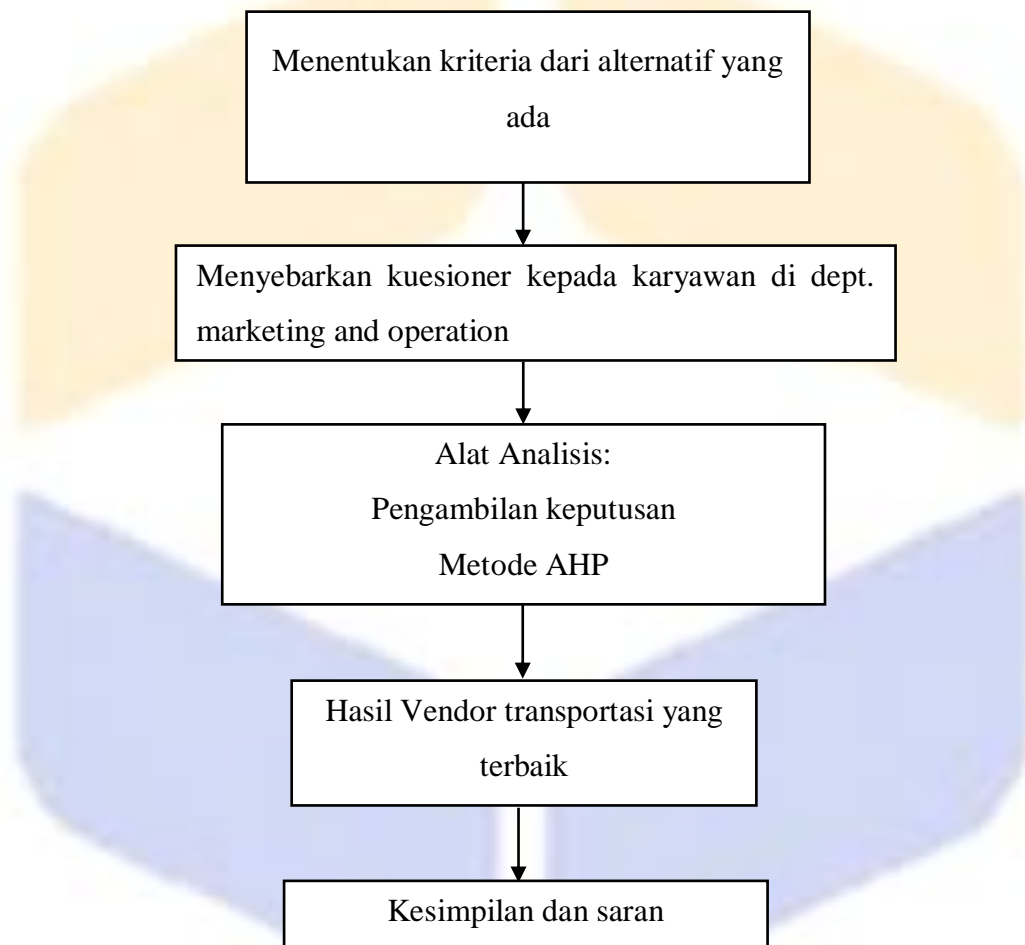 Menentukan kriteria dari alternatif yang
ada
Menyebarkan kuesioner kepada karyawan di dept.
marketing and operation
Alat Analisis:
Pengambilan keputusan
Metode AHP
Hasil Vendor transportasi yang
terbaik
Kesimpilan dan saran